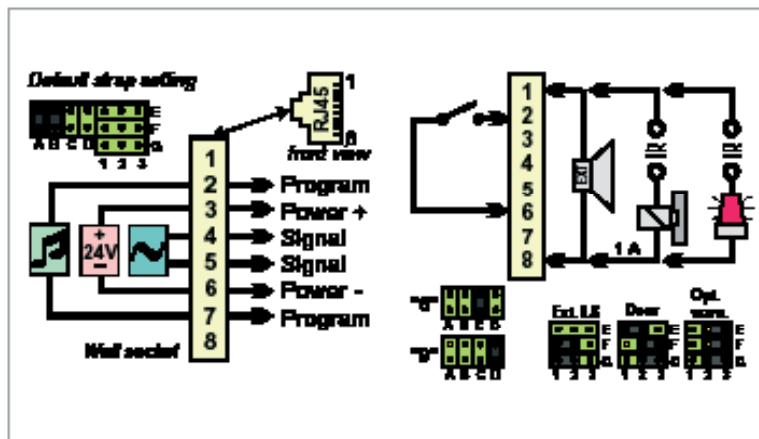 Default strap setting
E
F
G
A B C D
1 2 3
RJ45
1
8
front view
1
2 Program
3 Power +
4 Signal
5 Signal
6 Power -
7 Program
8
+
24V
–
Wall socket
1
2
3
4
5
6
7
8
EXT
IR
IR
1 A
"C"
A B C D
"D"
A B C D
Ext. LS
Door
Opt.
warn.
E
F
G
1 2 3
E
F
G
1 2 3
E
F
G
1 2 3